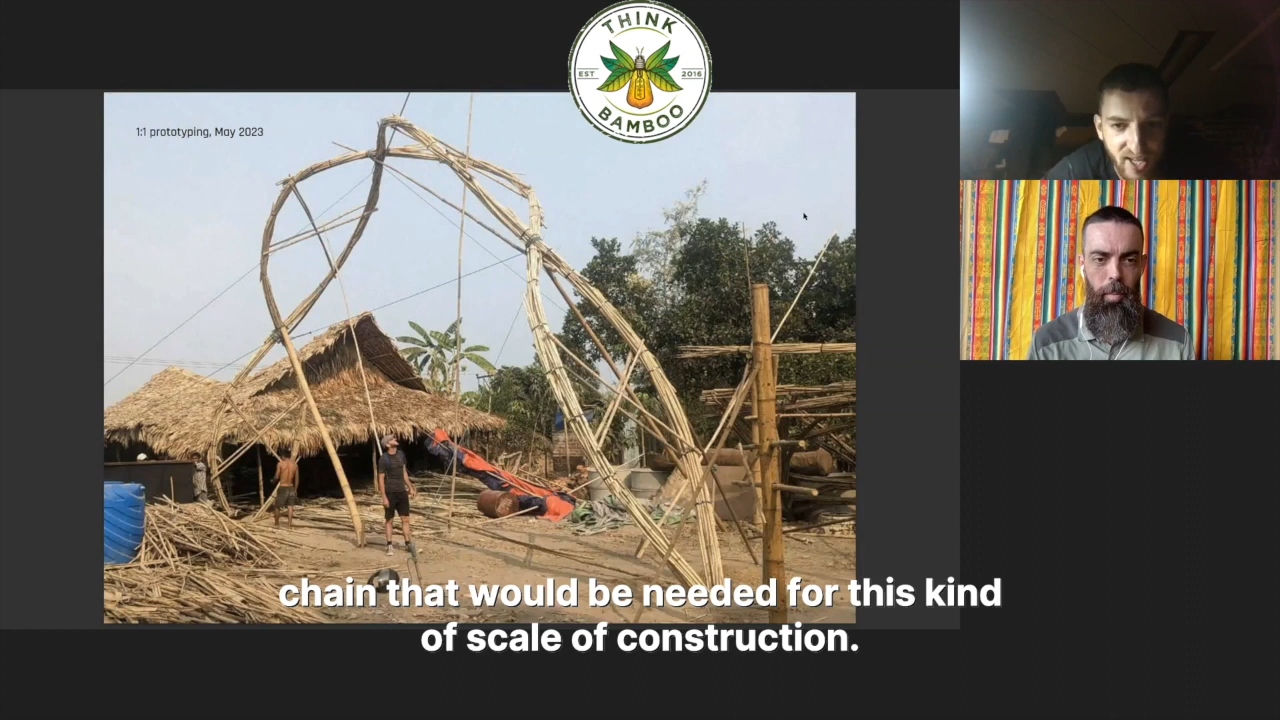 THINK
EST 2016
BAMBOO
1:1 prototyping, May 2023
chain that would be needed for this kind
of scale of construction.